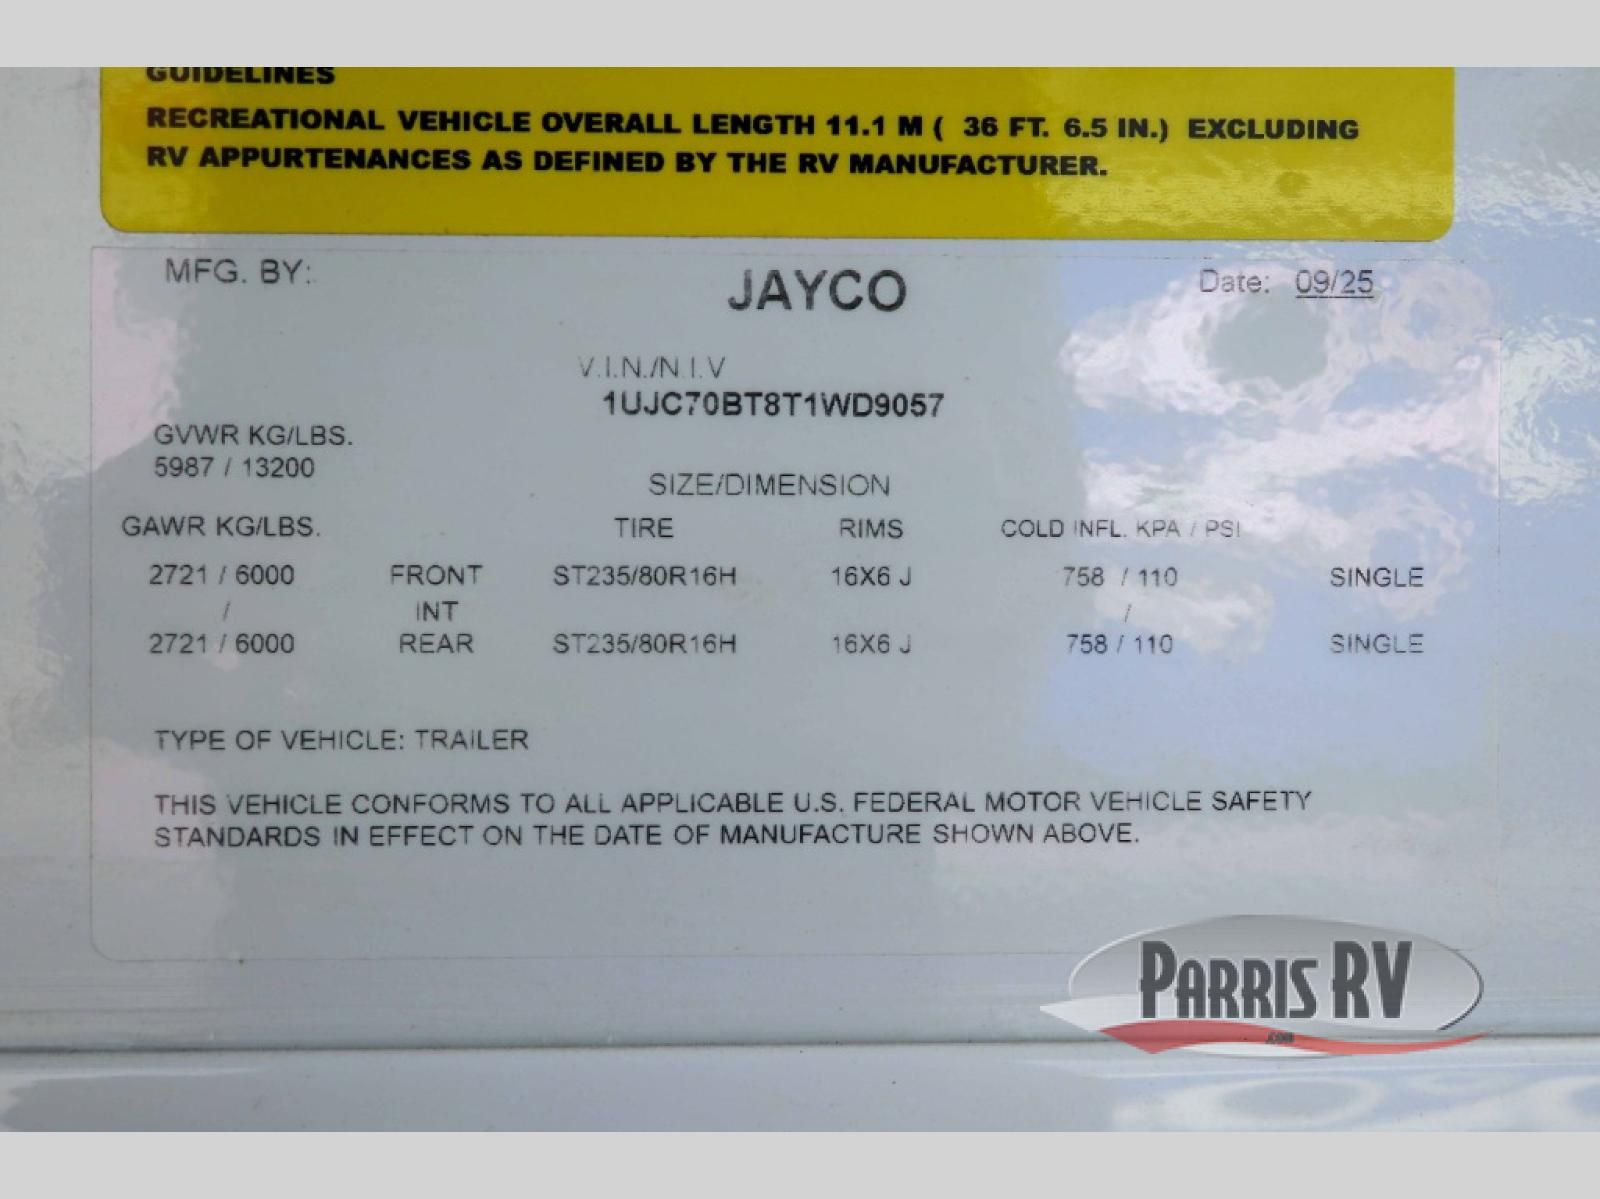 GUIDELINES
RECREATIONAL VEHICLE OVERALL LENGTH 11.1 M ( 36 FT. 6.5 IN.) EXCLUDING
RV APPURTENANCES AS DEFINED BY THE RV MANUFACTURER.
MFG. BY: JAYCO Date: 09/25
V.I.N./N.I.V
1UJC70BT8T1WD9057
GVWR KG/LBS.
5987 / 13200
SIZE/DIMENSION
GAWR KG/LBS. TIRE RIMS COLD INFL. KPA / PSI
2721 / 6000 FRONT ST235/80R16H 16X6 J 758 / 110 SINGLE
/ INT /
2721 / 6000 REAR ST235/80R16H 16X6 J 758 / 110 SINGLE
TYPE OF VEHICLE: TRAILER
THIS VEHICLE CONFORMS TO ALL APPLICABLE U.S. FEDERAL MOTOR VEHICLE SAFETY
STANDARDS IN EFFECT ON THE DATE OF MANUFACTURE SHOWN ABOVE.
PARRIS RV
.com